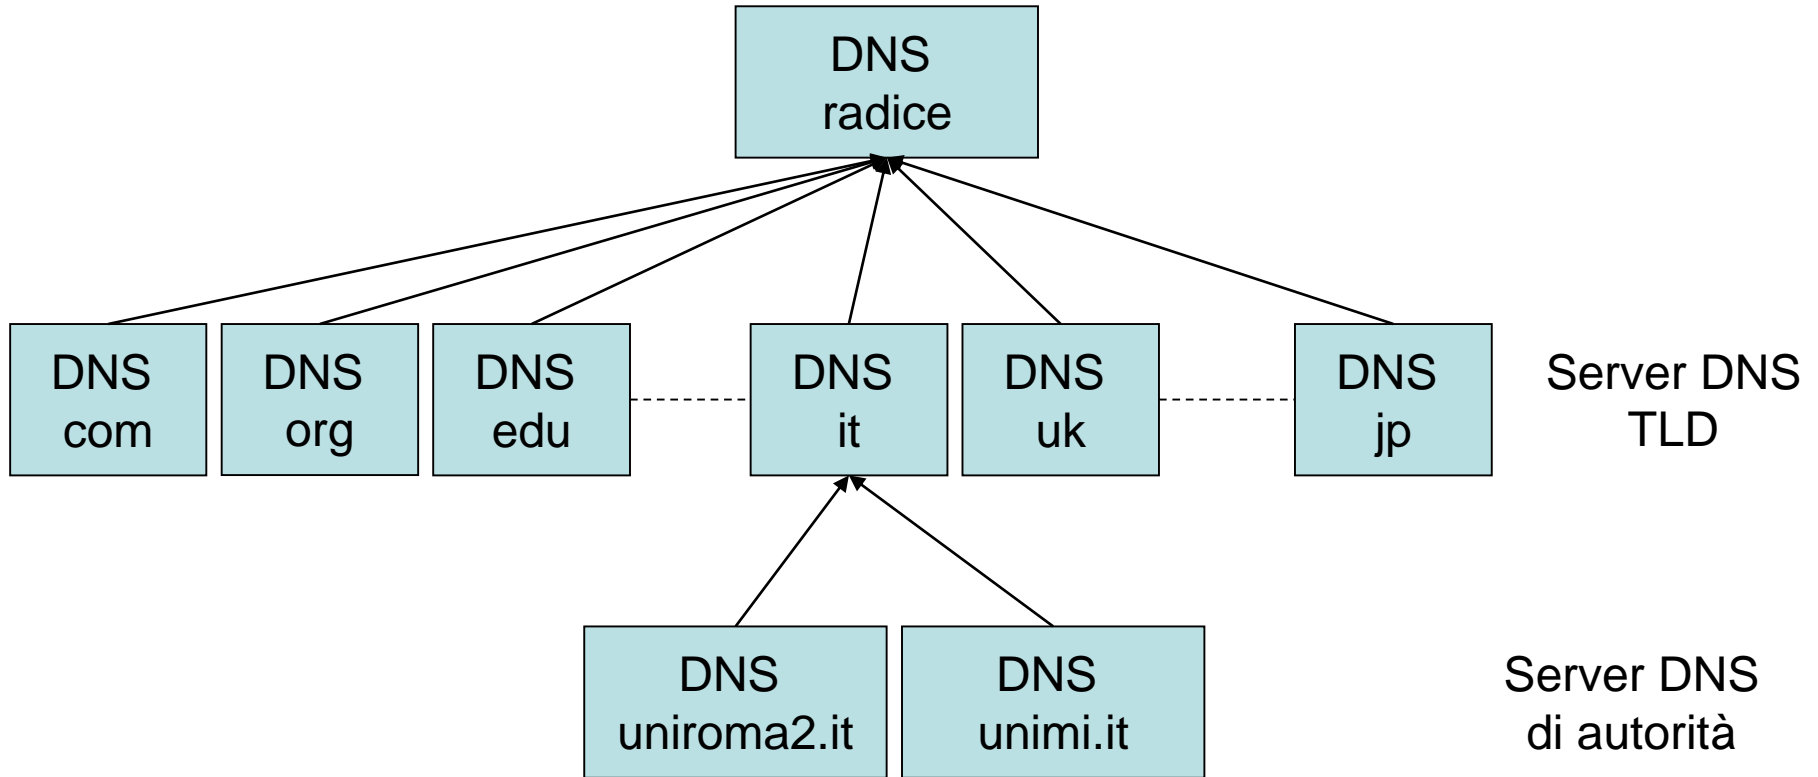 DNS
radice
DNS
com
DNS
org
DNS
edu
DNS
it
DNS
uk
DNS
jp
Server DNS
TLD
DNS
uniroma2.it
DNS
unimi.it
Server DNS
di autorità